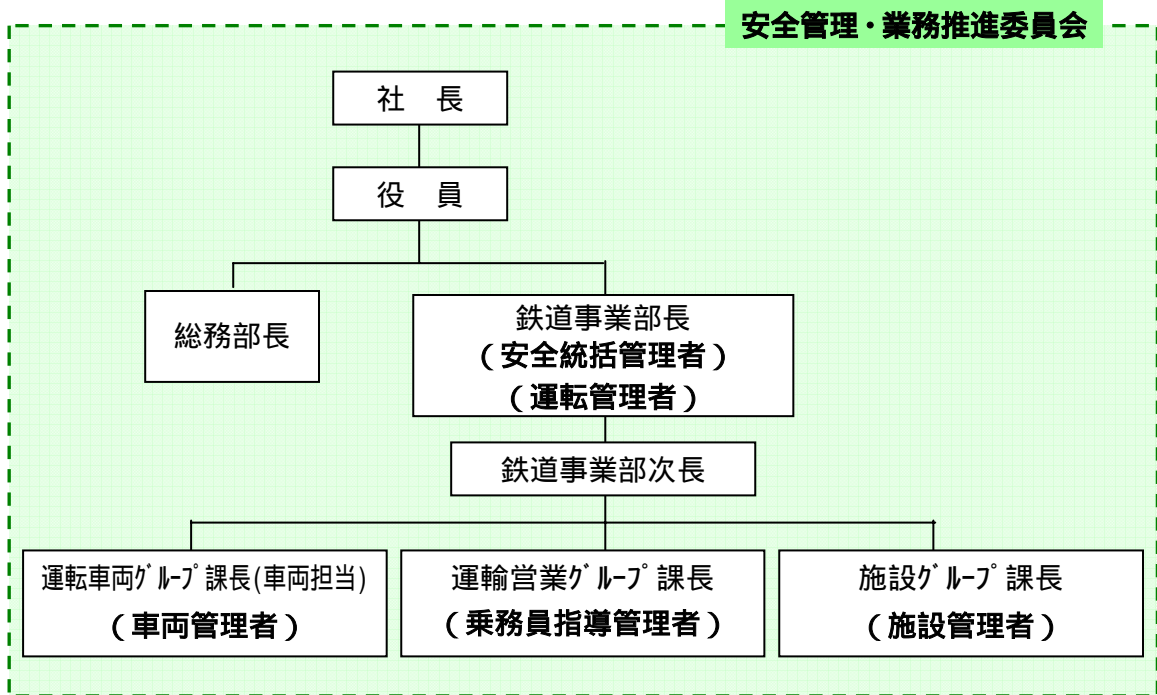 安全管理・業務推進委員会
社　長
役　員
総務部長
鉄道事業部長
（安全統括管理者）
（運転管理者）
鉄道事業部次長
運転車両ｸﾞﾙｰﾌﾟ課長(車両担当)
（車両管理者）
運輸営業ｸﾞﾙｰﾌﾟ課長
（乗務員指導管理者）
施設ｸﾞﾙｰﾌﾟ課長
（施設管理者）